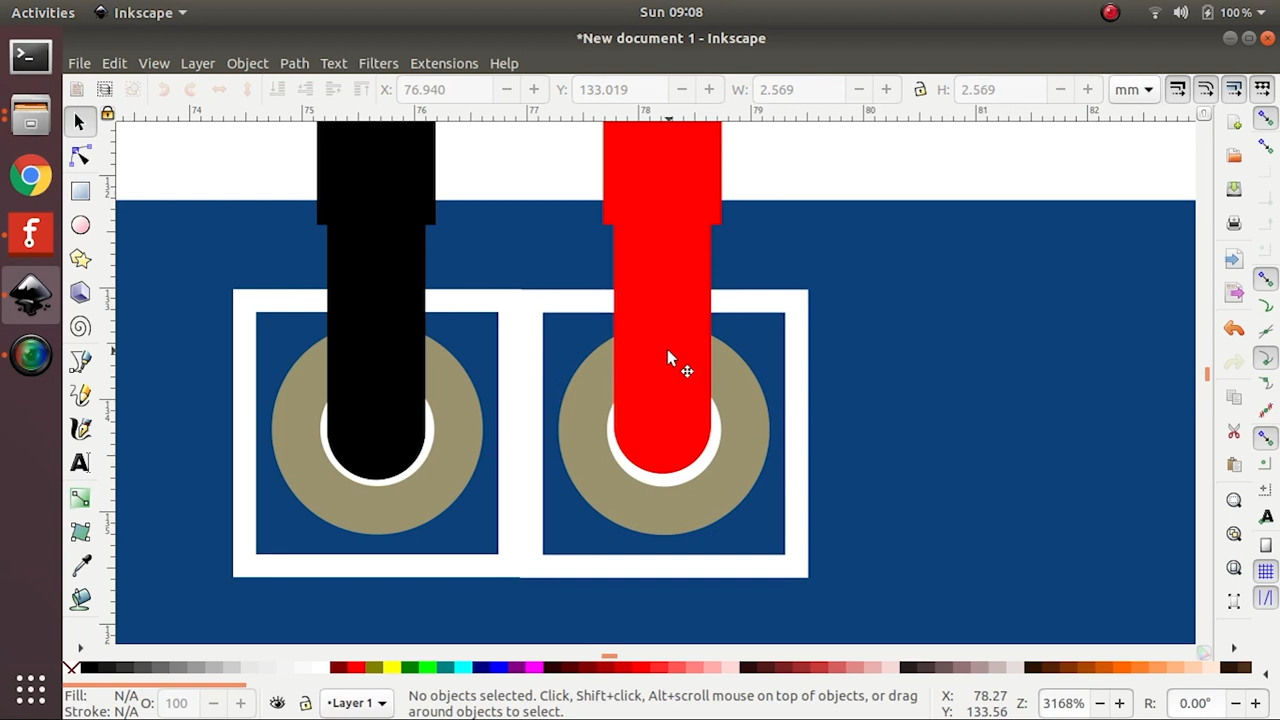 Activities Inkscape Sun 09:08 100 %
*New document 1 - Inkscape
File Edit View Layer Object Path Text Filters Extensions Help
X: 76.940 Y: 133.019 W: 2.569 H: 2.569 mm
74 75 76 77 78 79 80 81 82
Fill: N/A O: 100 Layer 1 No objects selected. Click, Shift+click, Alt+scroll mouse on top of objects, or drag X: 78.27 Z: 3168% R: 0.00°
Stroke: N/A around objects to select. Y: 133.56